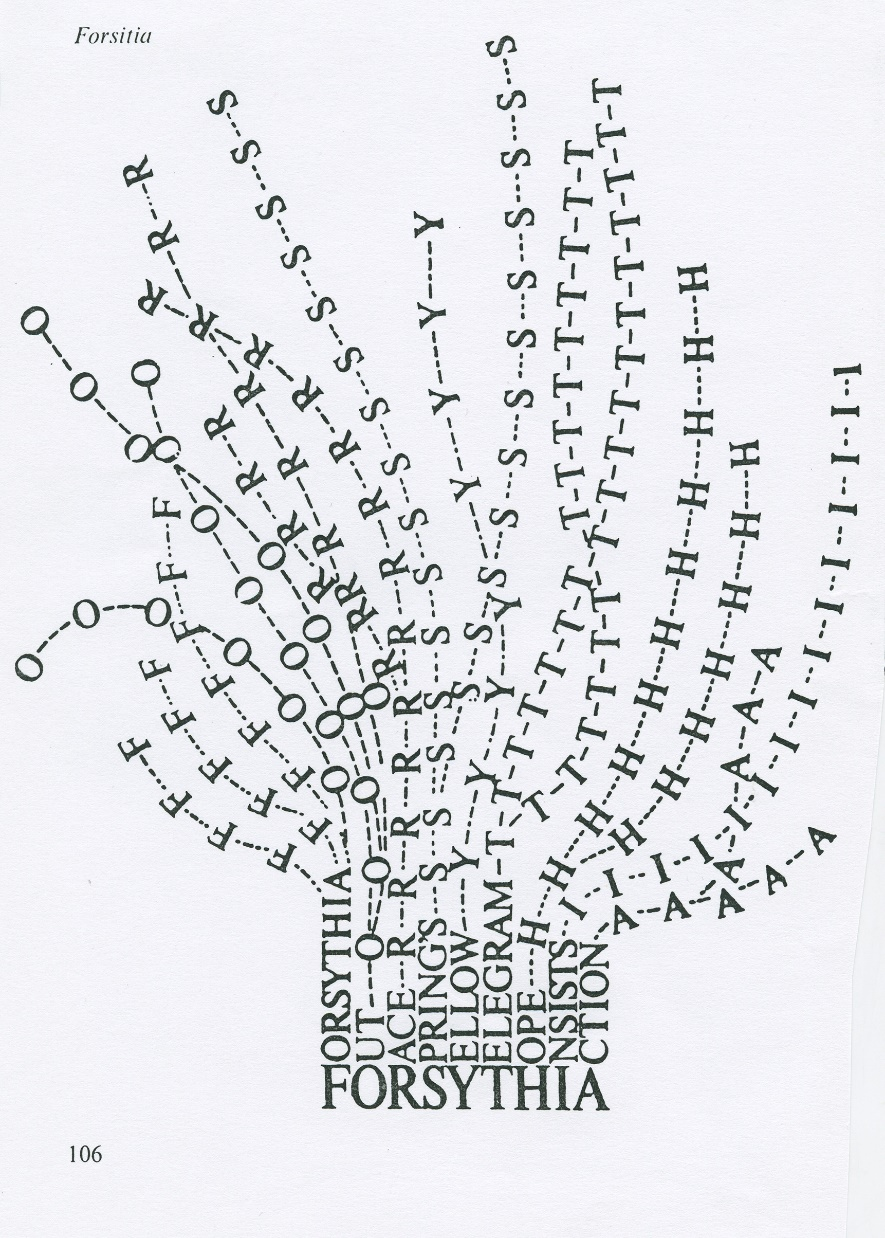 Forsitia
ORSYTHIA
UT
ACE
PRING'S
ELLOW
ELEGRAM
OPE
NSISTS
CTION
FORSYTHIA
106